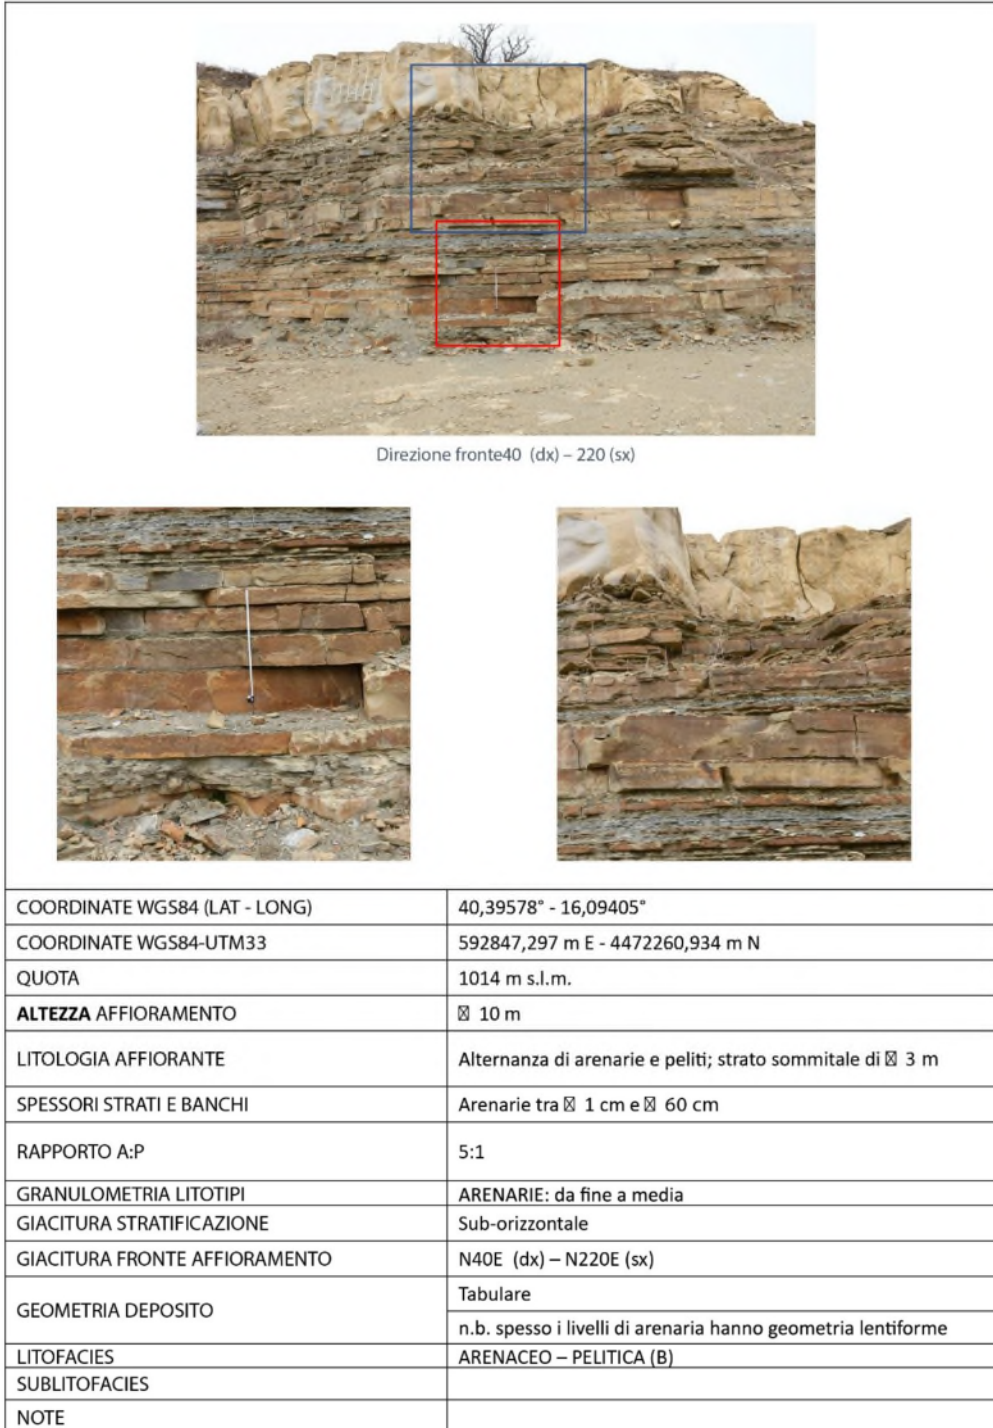 Direzione fronte40 (dx) – 220 (sx)
COORDINATE WGS84 (LAT - LONG) 40,39578° - 16,09405°
COORDINATE WGS84-UTM33 592847,297 m E - 4472260,934 m N
QUOTA 1014 m s.l.m.
ALTEZZA AFFIORAMENTO ☒ 10 m
LITOLOGIA AFFIORANTE Alternanza di arenarie e peliti; strato sommitale di ☒ 3 m
SPESSORI STRATI E BANCHI Arenarie tra ☒ 1 cm e ☒ 60 cm
RAPPORTO A:P 5:1
GRANULOMETRIA LITOTIPI ARENARIE: da fine a media
GIACITURA STRATIFICAZIONE Sub-orizzontale
GIACITURA FRONTE AFFIORAMENTO N40E (dx) – N220E (sx)
GEOMETRIA DEPOSITO Tabulare
n.b. spesso i livelli di arenaria hanno geometria lentiforme
LITOFACIES ARENACEO – PELITICA (B)
SUBLITOFACIES
NOTE